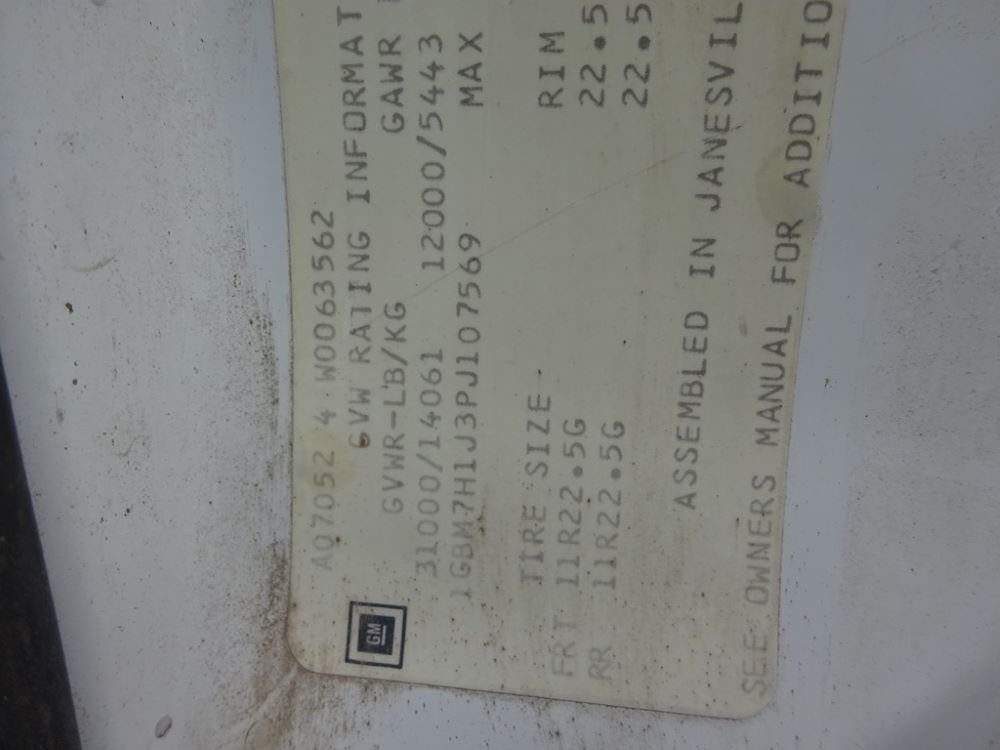 AQ7052 4 W0063562
GVW RATING INFORMAT
GVWR-LB/KG GAWR
31000/14061 12000/5443
1GBM7H1J3PJ107569 MAX
TIRE SIZE RIM
FRT 11R22.5G 22.5
RR 11R22.5G 22.5
ASSEMBLED IN JANESVIL
SEE OWNERS MANUAL FOR ADDITIO
GM